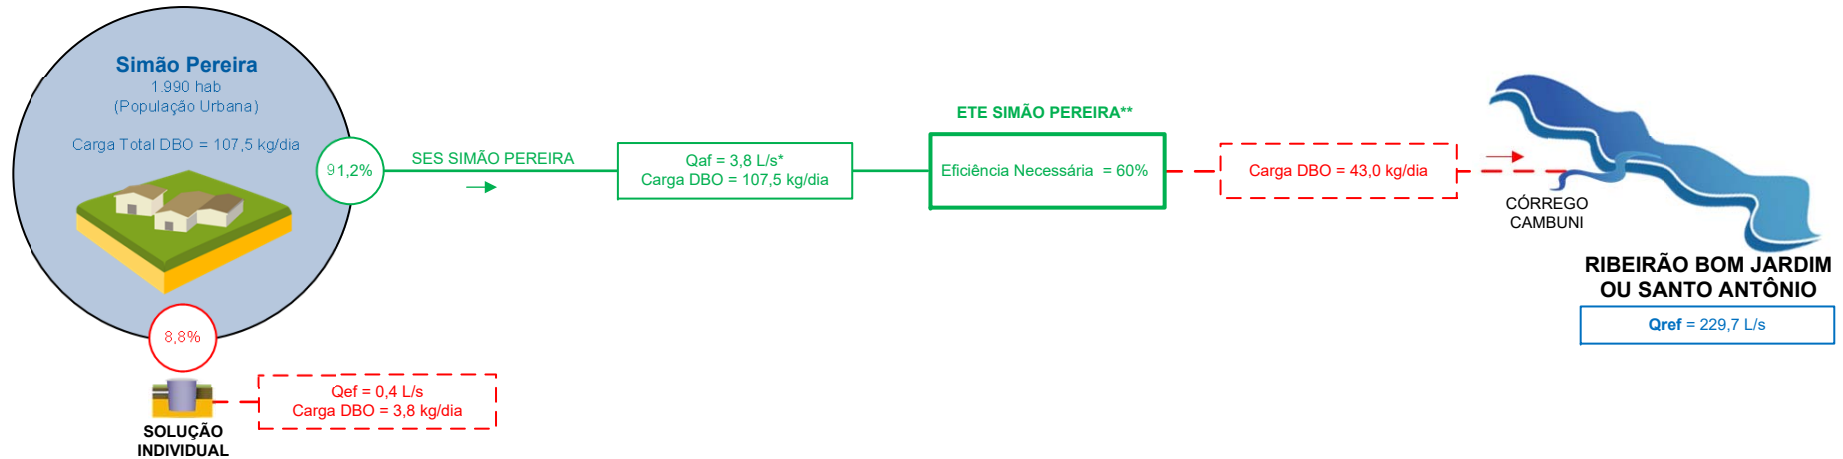 Simão Pereira
1.990 hab
(População Urbana)
Carga Total DBO = 107,5 kg/dia
91,2%
SES SIMÃO PEREIRA
Qaf = 3,8 L/s*
Carga DBO = 107,5 kg/dia
ETE SIMÃO PEREIRA**
Eficiência Necessária = 60%
Carga DBO = 43,0 kg/dia
CÓRREGO
CAMBUNI
RIBEIRÃO BOM JARDIM
OU SANTO ANTÔNIO
Qref = 229,7 L/s
8,8%
Qef = 0,4 L/s
Carga DBO = 3,8 kg/dia
SOLUÇÃO
INDIVIDUAL